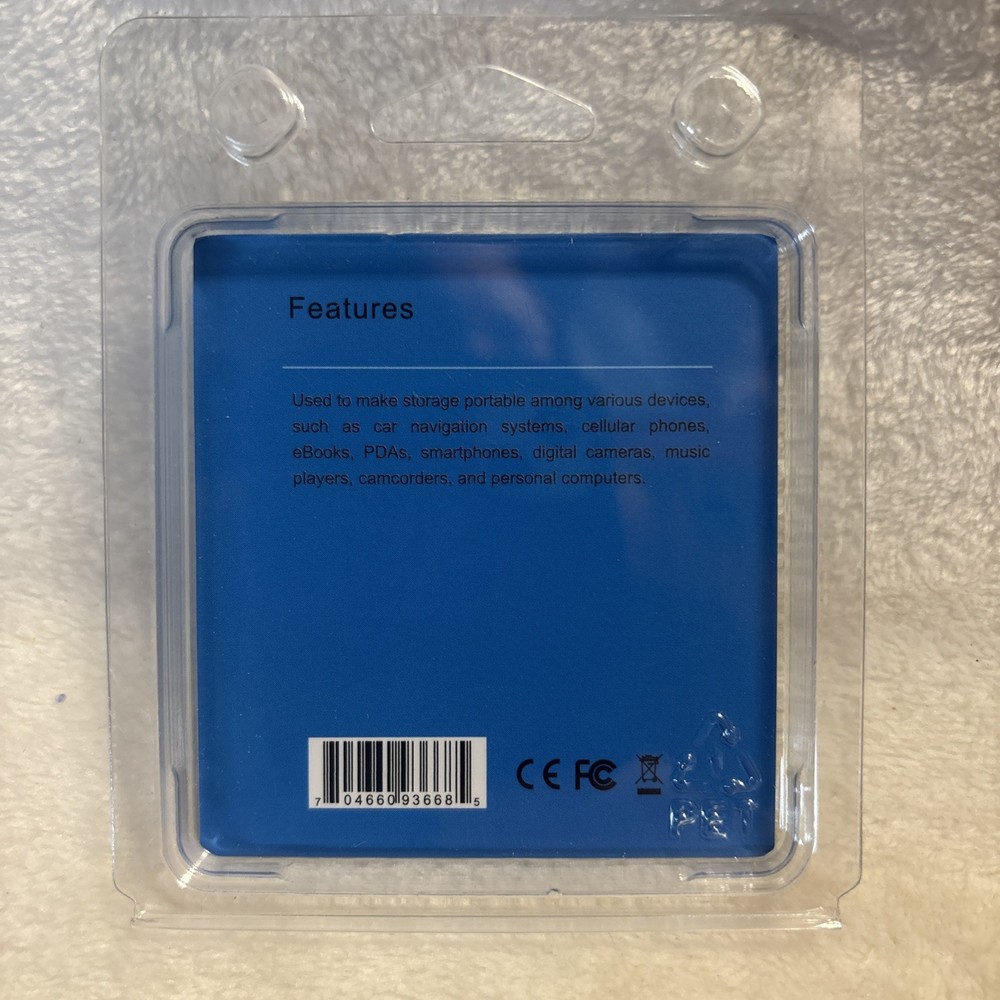 Features
Used to make storage portable among various devices,
such as car navigation systems, cellular phones,
eBooks, PDAs, smartphones, digital cameras, music
players, camcorders, and personal computers.
7 04660 93668 5
CE FC
PET